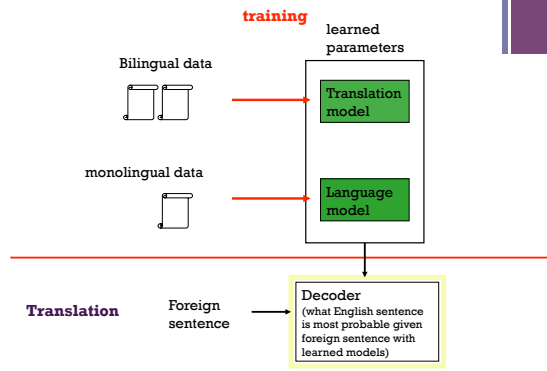 training
learned
parameters
Bilingual data
Translation
model
monolingual data
Language
model
Translation
Foreign
sentence
Decoder
(what English sentence
is most probable given
foreign sentence with
learned models)